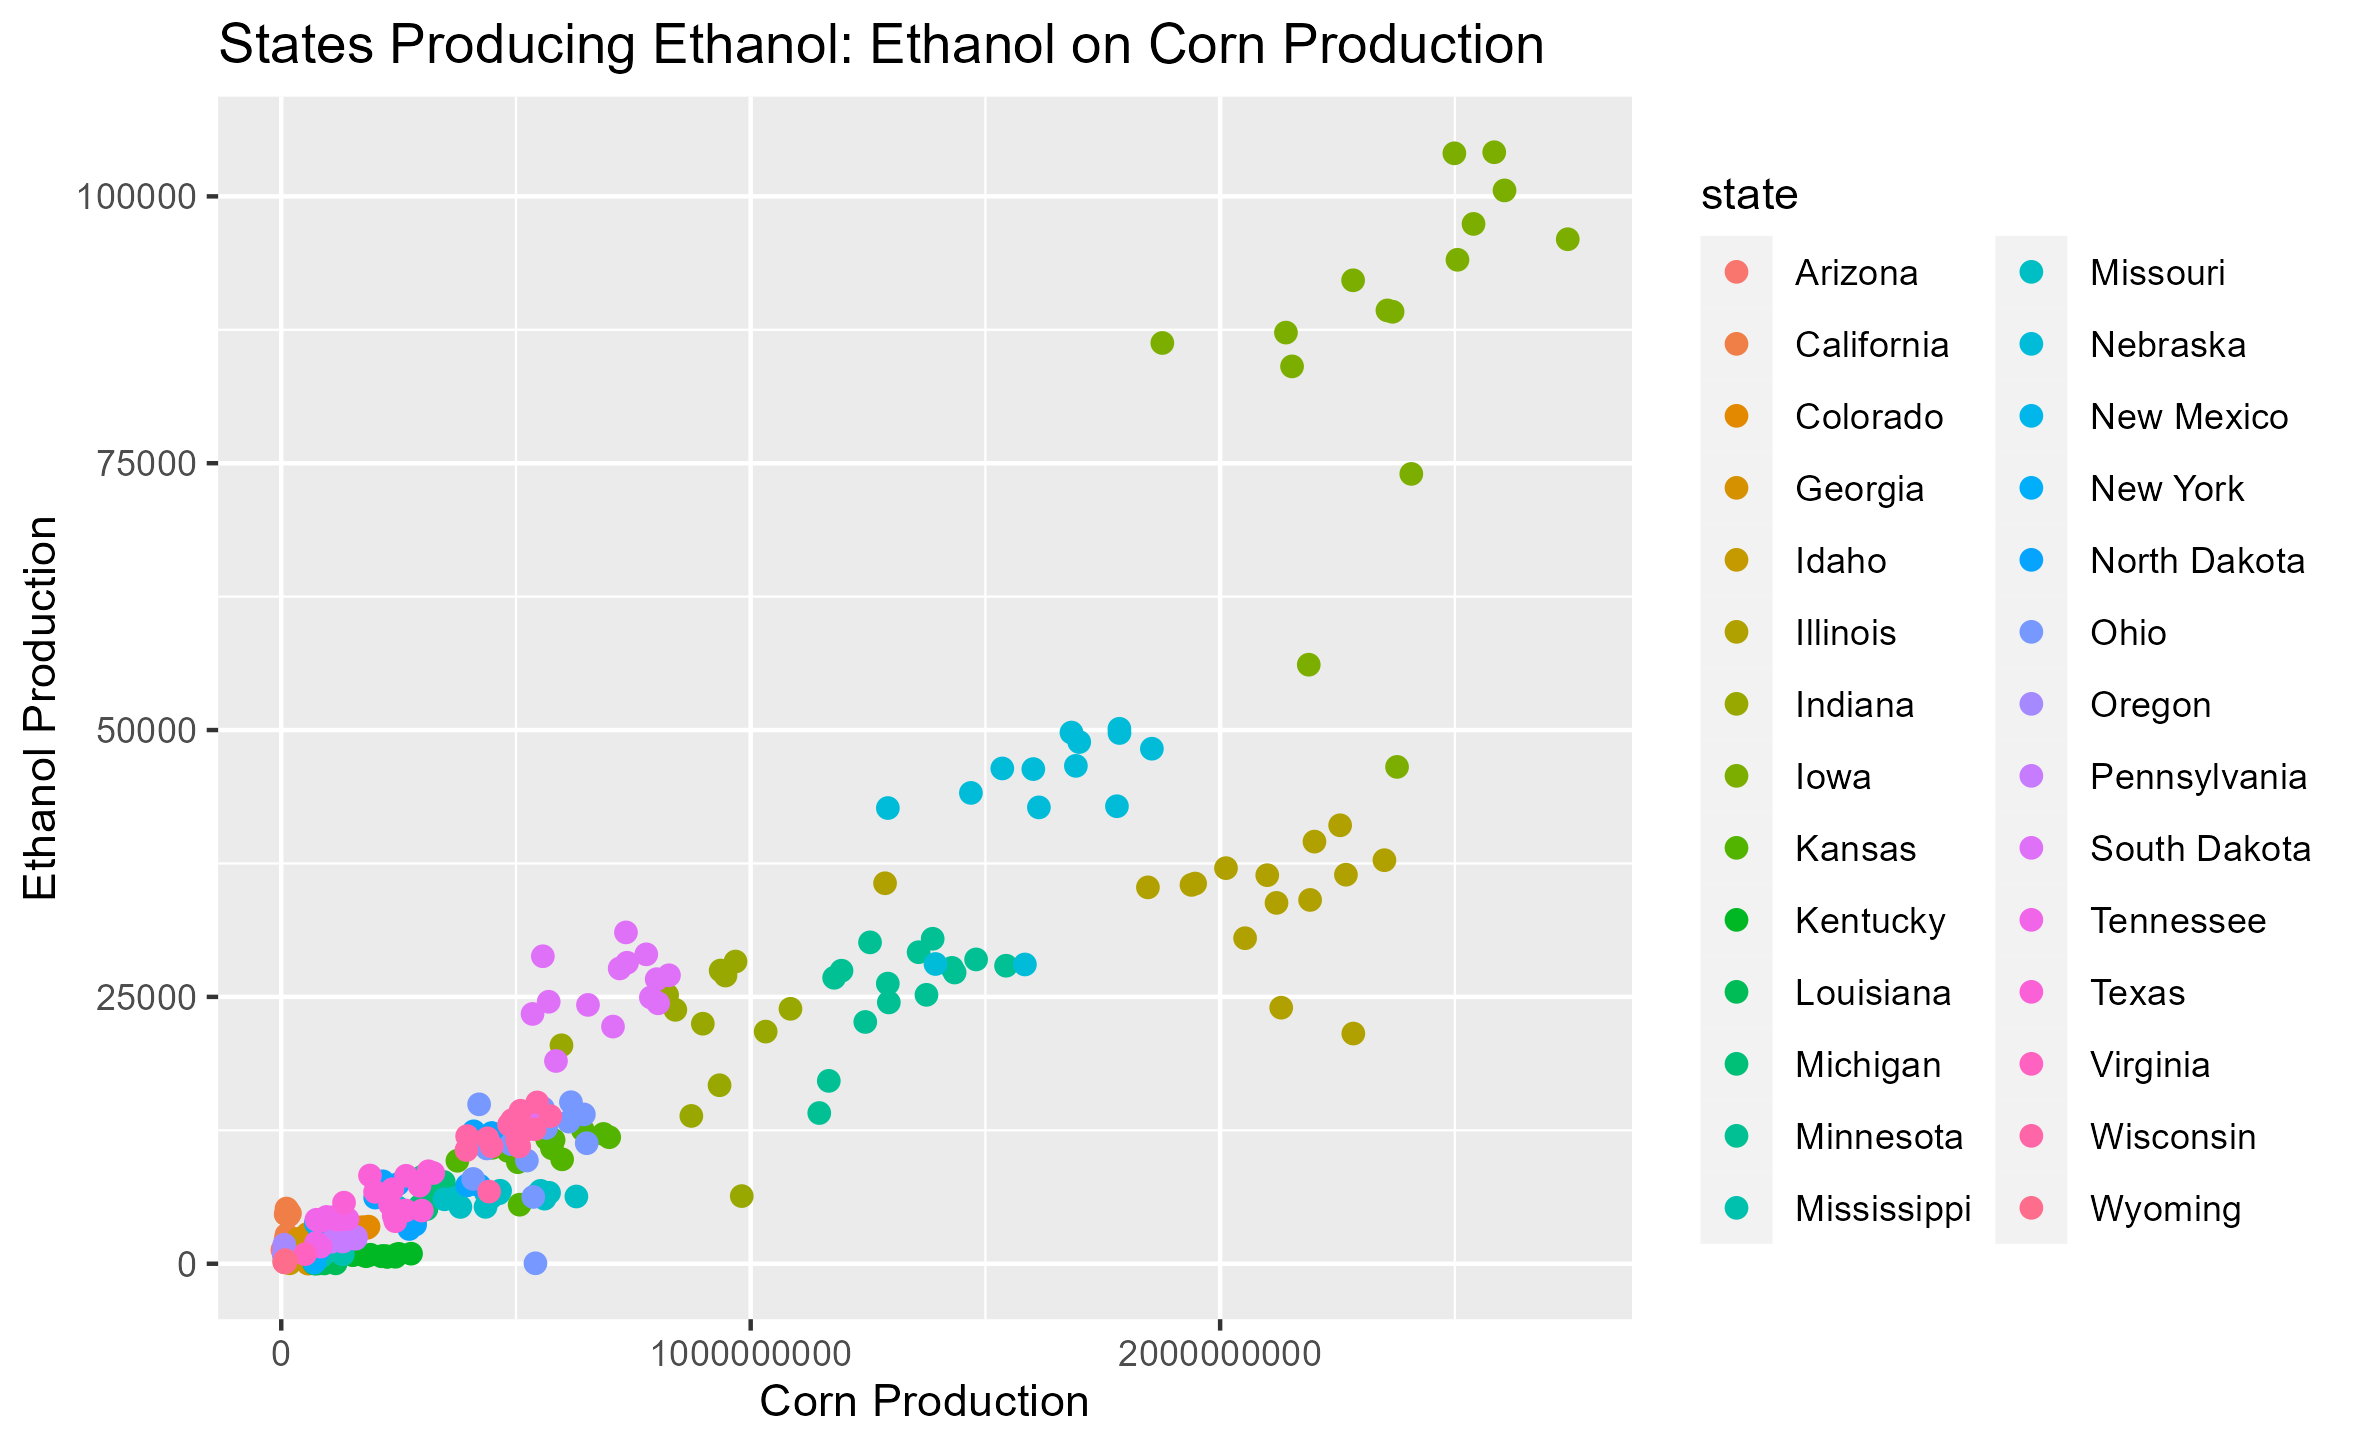 States Producing Ethanol: Ethanol on Corn Production
Ethanol Production
100000
75000
50000
25000
0
0
1000000000
2000000000
Corn Production
state
Arizona
California
Colorado
Georgia
Idaho
Illinois
Indiana
Iowa
Kansas
Kentucky
Louisiana
Michigan
Minnesota
Mississippi
Missouri
Nebraska
New Mexico
New York
North Dakota
Ohio
Oregon
Pennsylvania
South Dakota
Tennessee
Texas
Virginia
Wisconsin
Wyoming